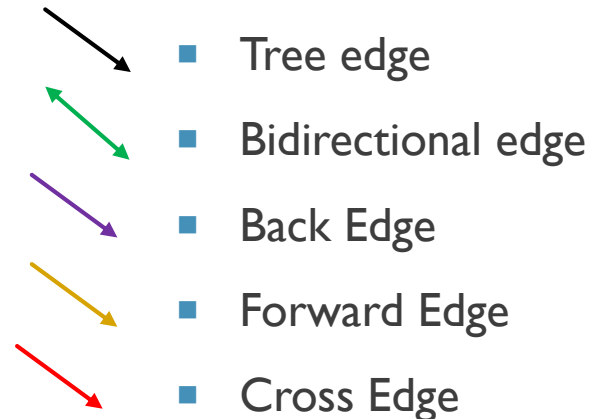 Tree edge
Bidirectional edge
Back Edge
Forward Edge
Cross Edge